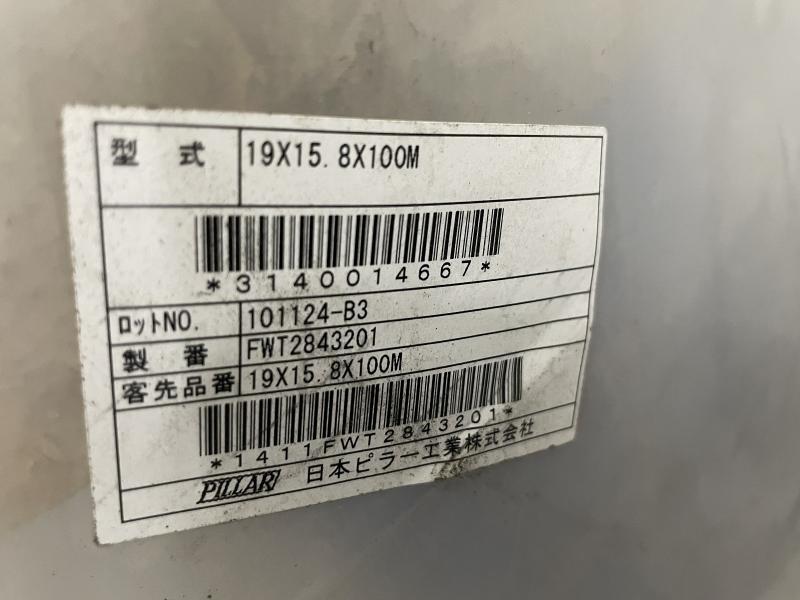 型 式 19X15.8X100M
*3140014667*
ロットNO. 101124-B3
製 番 FWT2843201
客先品番 19X15.8X100M
*1411FWT2843201*
PILLAR 日本ピラー工業株式会社